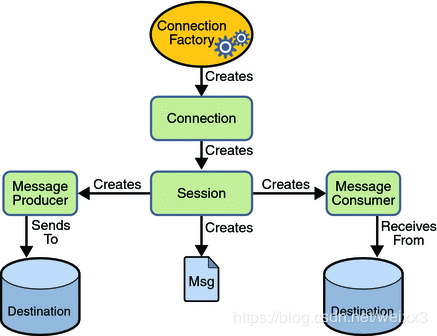 Connection
Factory
Creates
Connection
Creates
Message
Producer
Creates
Session
Creates
Message
Consumer
Sends
To
Creates
Receives
From
Destination
Msg
Destination
https://blog.csdn.net/weixx3